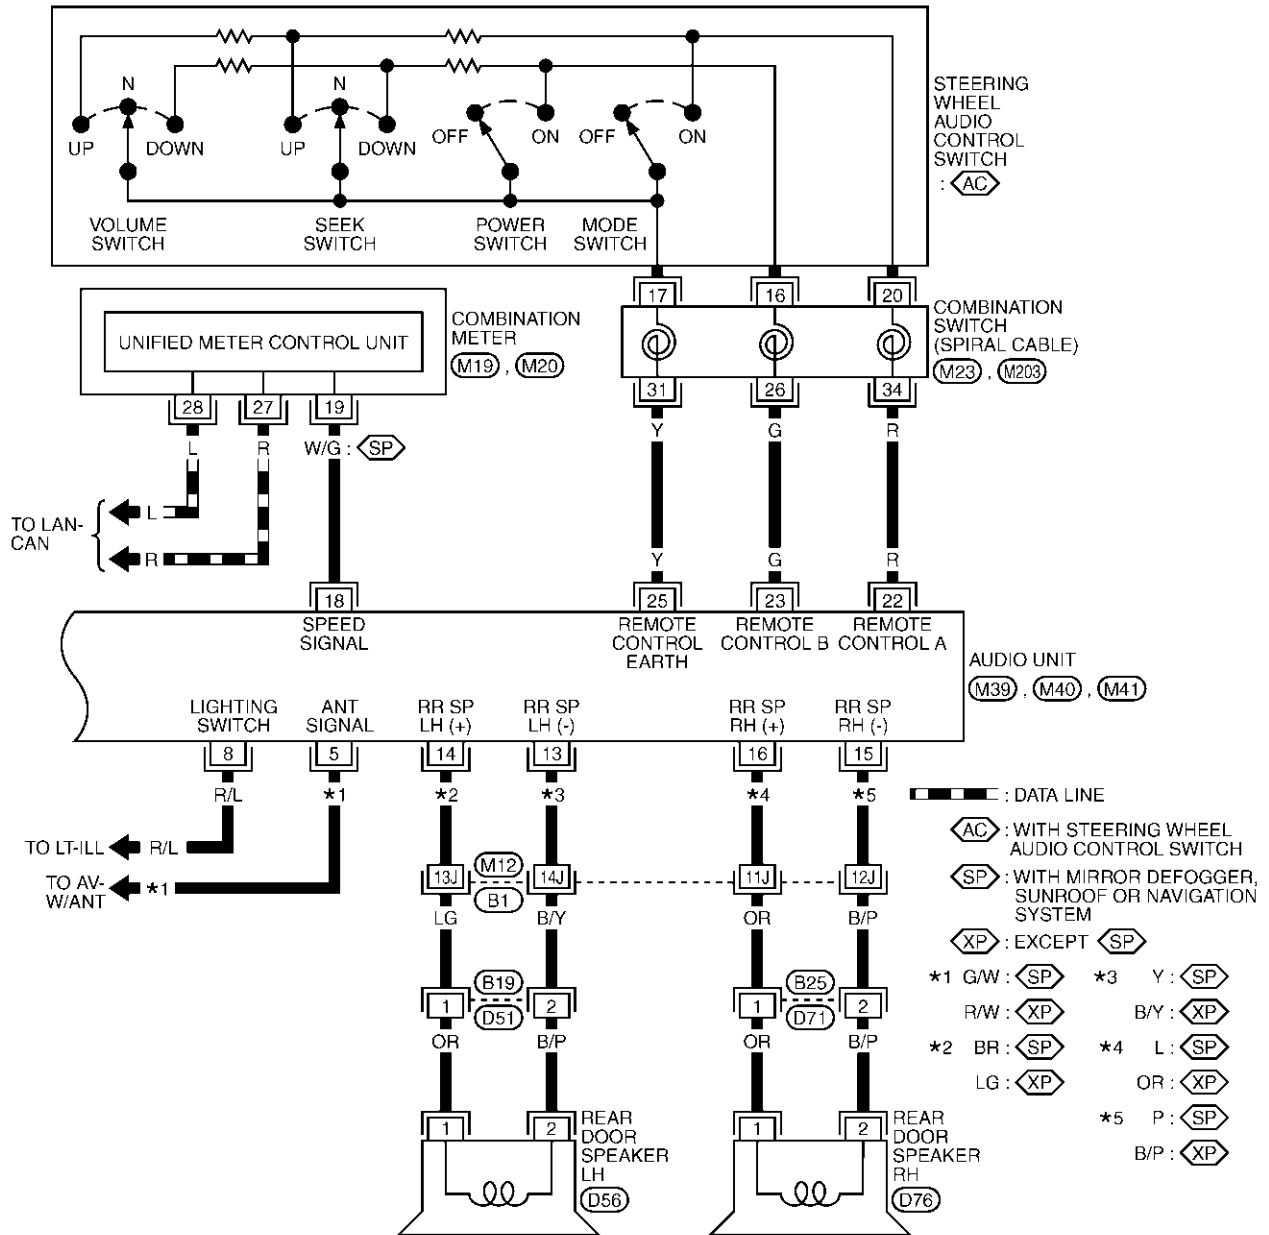 N
N
UP
DOWN
UP
DOWN
OFF
ON
OFF
ON
VOLUME
SWITCH
SEEK
SWITCH
POWER
SWITCH
MODE
SWITCH
STEERING
WHEEL
AUDIO
CONTROL
SWITCH
: AC
17
16
20
COMBINATION
SWITCH
(SPIRAL CABLE)
M23 , M203
31
26
34
Y
G
R
UNIFIED METER CONTROL UNIT
COMBINATION
METER
M19 , M20
28
27
19
L
R
W/G : SP
TO LAN-
CAN
L
R
Y
G
R
18
25
23
22
SPEED
SIGNAL
REMOTE
CONTROL
EARTH
REMOTE
CONTROL B
REMOTE
CONTROL A
AUDIO UNIT
M39 , M40 , M41
LIGHTING
SWITCH
ANT
SIGNAL
RR SP
LH (+)
RR SP
LH (-)
RR SP
RH (+)
RR SP
RH (-)
8
5
14
13
16
15
R/L
*1
*2
*3
*4
*5
TO LT-ILL
R/L
TO AV-
W/ANT
*1
13J
M12
B1
14J
11J
12J
LG
B/Y
OR
B/P
1
B19
D51
2
1
B25
D71
2
OR
B/P
OR
B/P
1
2
REAR
DOOR
SPEAKER
LH
D56
1
2
REAR
DOOR
SPEAKER
RH
D76
: DATA LINE
AC : WITH STEERING WHEEL
AUDIO CONTROL SWITCH
SP : WITH MIRROR DEFOGGER,
SUNROOF OR NAVIGATION
SYSTEM
XP : EXCEPT SP
*1 G/W : SP
R/W : XP
*2 BR : SP
LG : XP
*3 Y : SP
B/Y : XP
*4 L : SP
OR : XP
*5 P : SP
B/P : XP